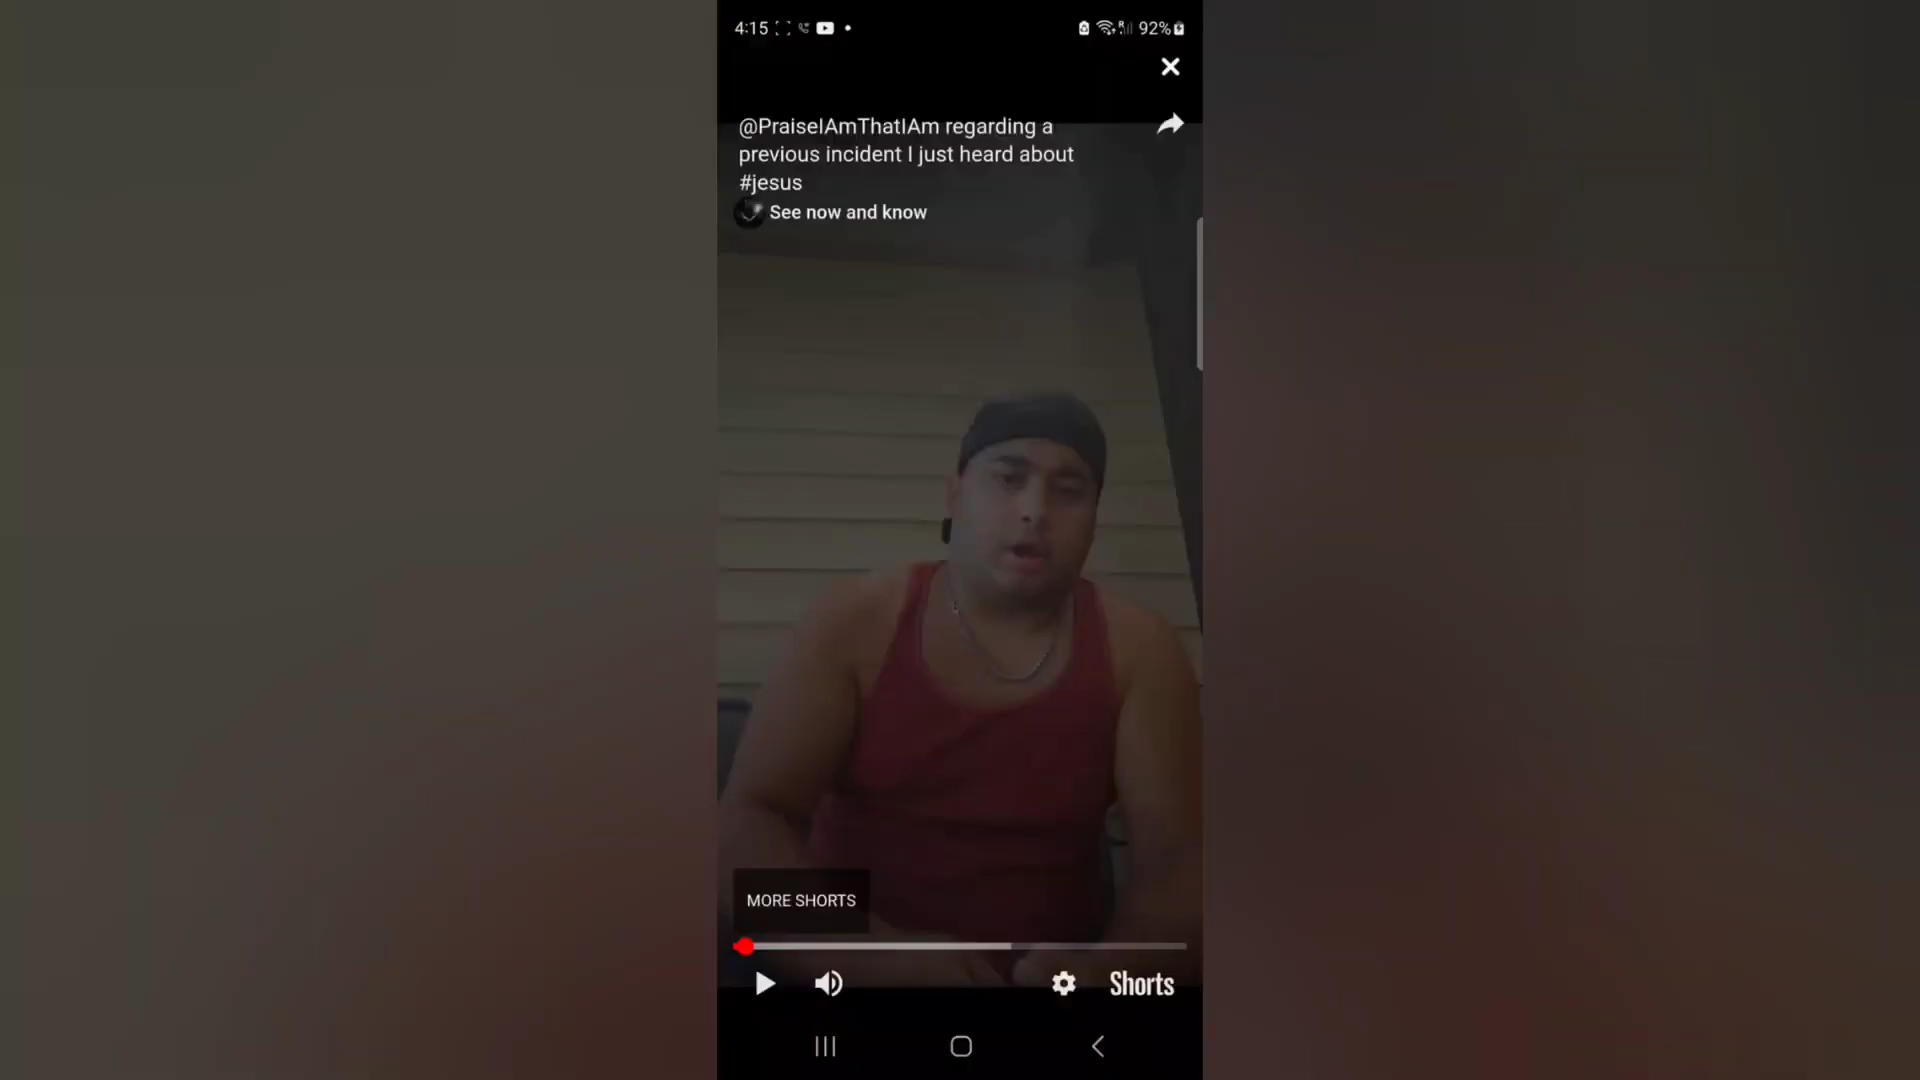 4:15
92%
@PraiseIAmThatIAm regarding a
previous incident I just heard about
#jesus
See now and know
MORE SHORTS
Shorts